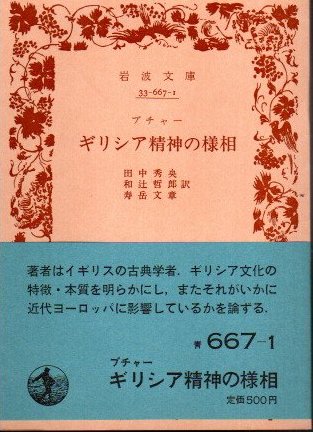 岩波文庫
33-667-1
ブチャー
ギリシア精神の様相
田中秀央
和辻哲郎訳
寿岳文章
著者はイギリスの古典学者．ギリシア文化の
特徴・本質を明らかにし，またそれがいかに
近代ヨーロッパに影響しているかを論ずる．
青 667-1
ブチャー
ギリシア精神の様相
定価500円